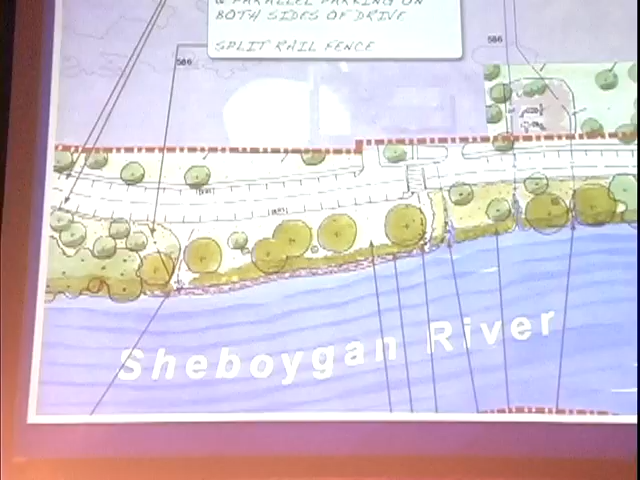 & PARALLEL PARKING ON
BOTH SIDES OF DRIVE
SPLIT RAIL FENCE
586
586
Sheboygan River